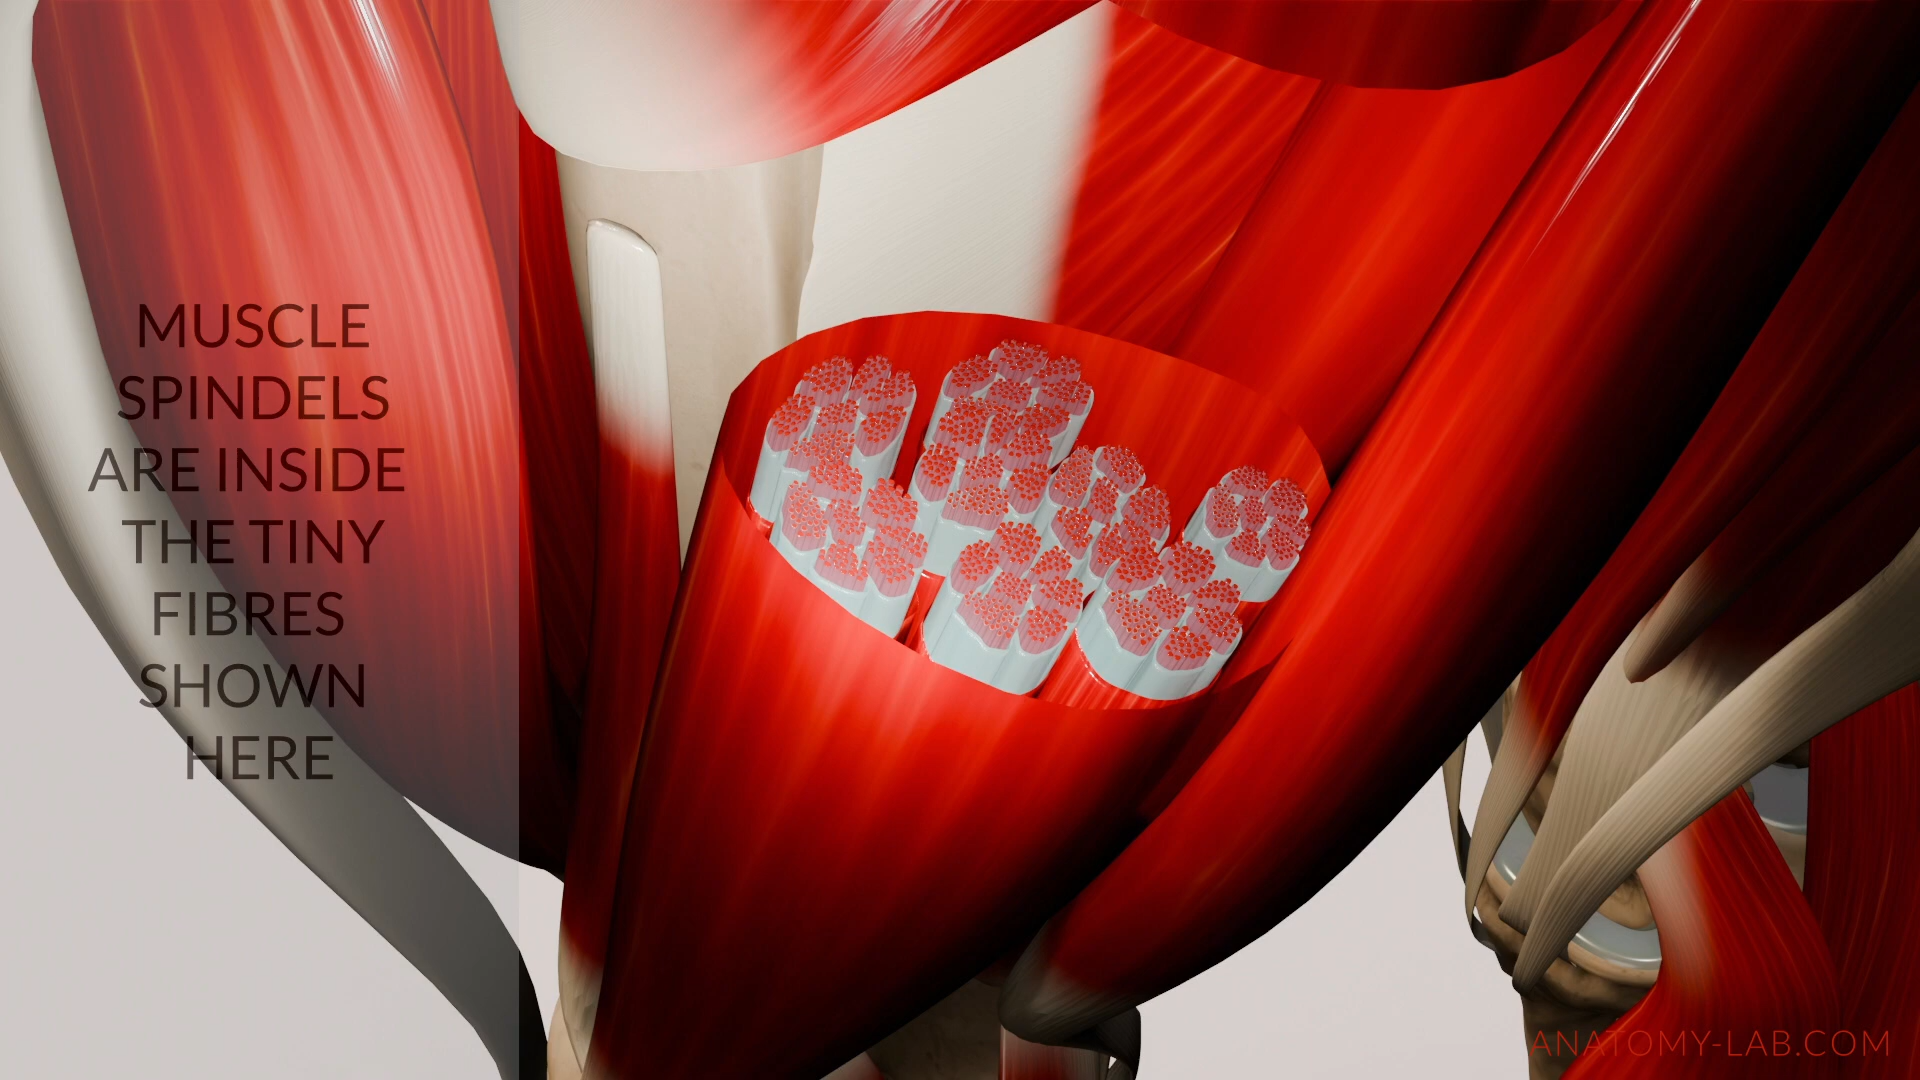 MUSCLE
SPINDELS
ARE INSIDE
THE TINY
FIBRES
SHOWN
HERE
ANATOMY-LAB.COM